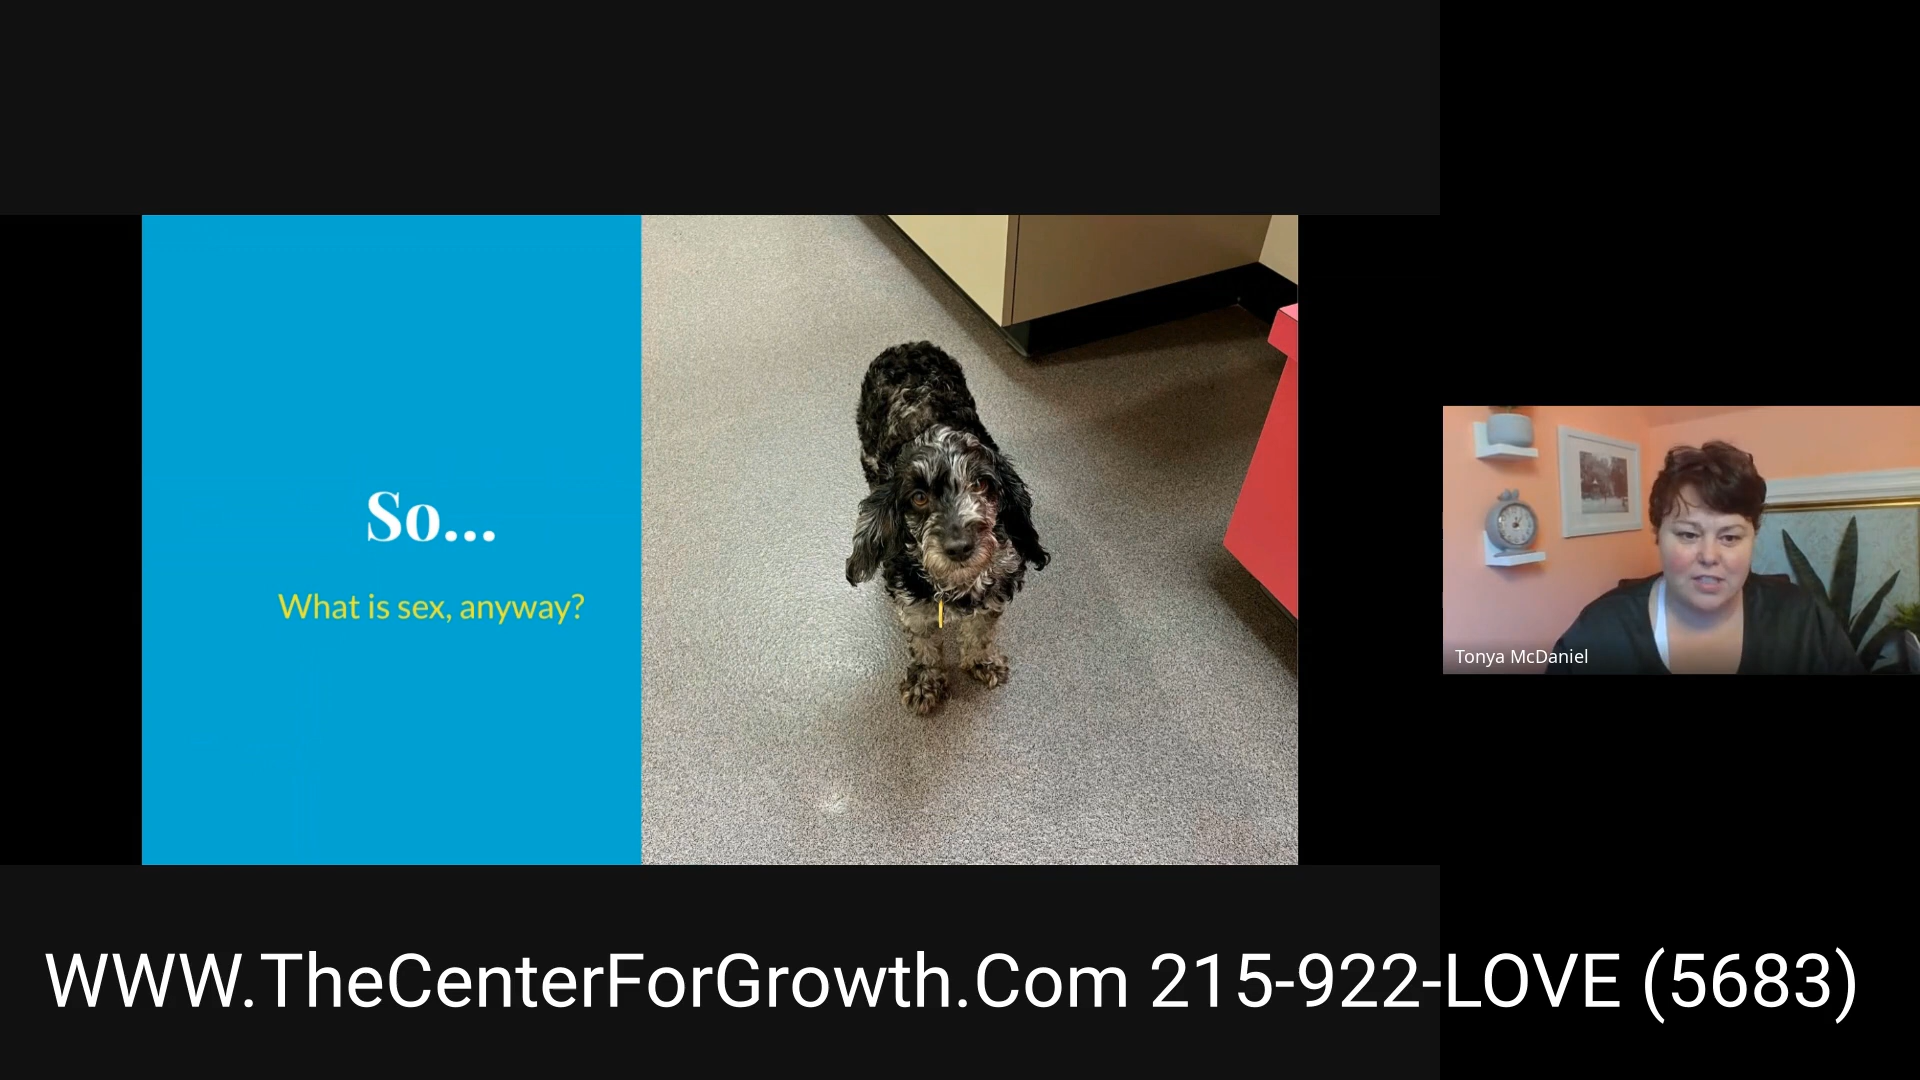 So...
What is sex, anyway?
Tonya McDaniel
WWW.TheCenterForGrowth.Com 215-922-LOVE (5683)